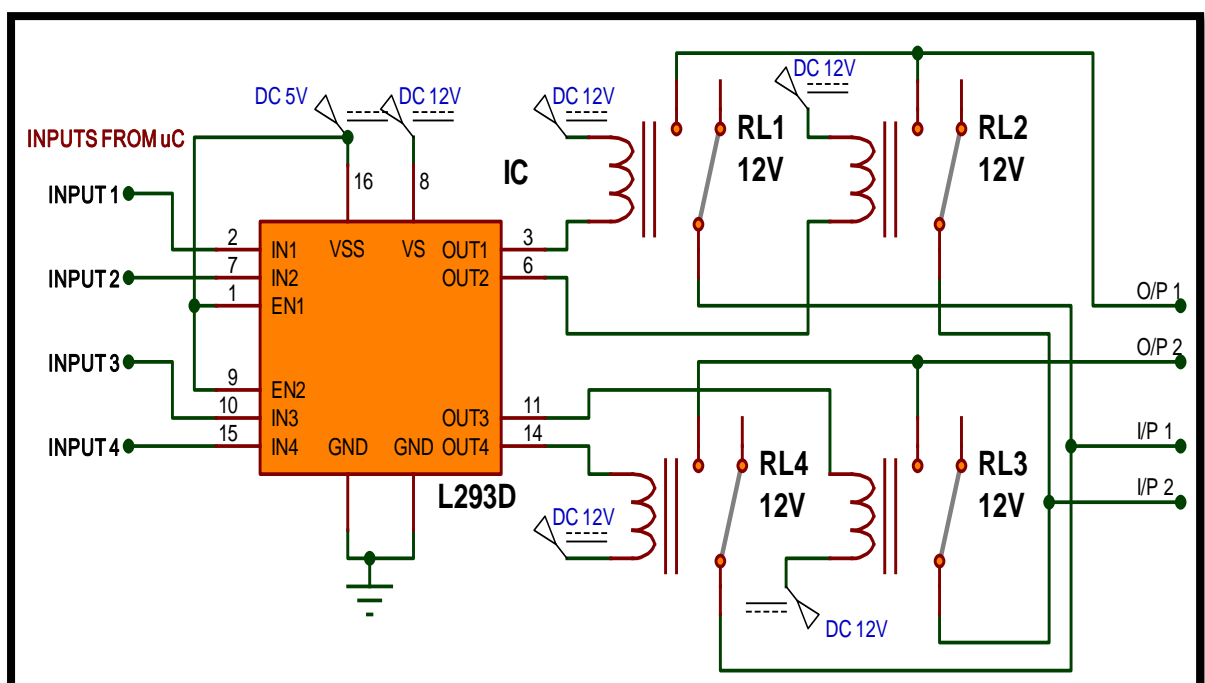 DC 5V
DC 12V
DC 12V
DC 12V
INPUTS FROM uC
RL1
12V
RL2
12V
IC
16
8
INPUT 1
2
IN1
VSS
VS
OUT1
3
INPUT 2
7
IN2
OUT2
6
1
EN1
O/P 1
O/P 2
INPUT 3
9
EN2
10
IN3
OUT3
11
INPUT 4
15
IN4
GND
GND
OUT4
14
I/P 1
I/P 2
L293D
RL4
12V
RL3
12V
DC 12V
DC 12V